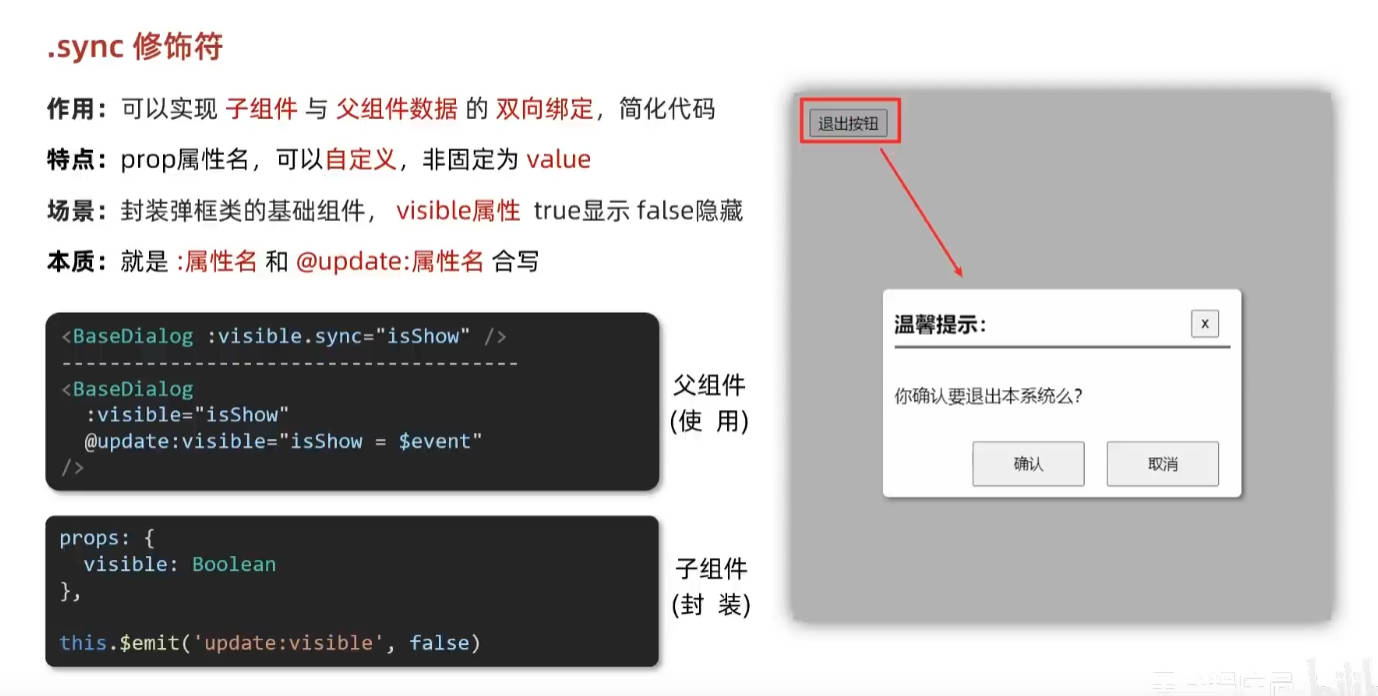 .sync 修饰符
作用：可以实现 子组件 与 父组件数据 的 双向绑定，简化代码
特点：prop属性名，可以自定义，非固定为 value
场景：封装弹框类的基础组件， visible属性 true显示 false隐藏
本质：就是 :属性名 和 @update:属性名 合写
<BaseDialog :visible.sync="isShow" />
--------------------------------------
<BaseDialog
:visible="isShow"
@update:visible="isShow = $event"
/>
父组件
(使 用)
props: {
visible: Boolean
},
this.$emit('update:visible', false)
子组件
(封 装)
退出按钮
温馨提示：
x
你确认要退出本系统么？
确认
取消